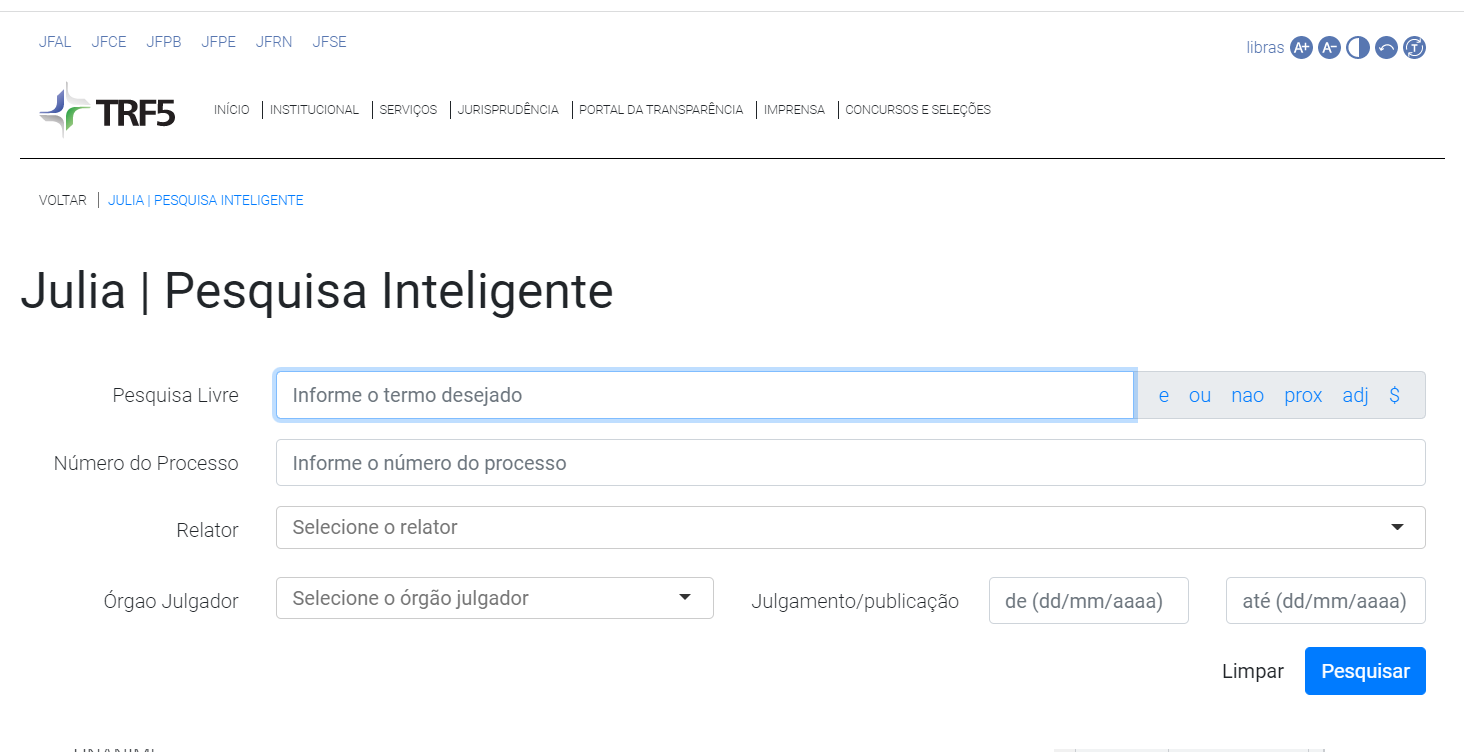 JFAL JFCE JFPB JFPE JFRN JFSE libras A+ A-
TRF5 INÍCIO INSTITUCIONAL SERVIÇOS JURISPRUDÊNCIA PORTAL DA TRANSPARÊNCIA IMPRENSA CONCURSOS E SELEÇÕES
VOLTAR JULIA | PESQUISA INTELIGENTE
Julia | Pesquisa Inteligente
Pesquisa Livre Informe o termo desejado e ou nao prox adj $
Número do Processo Informe o número do processo
Relator Selecione o relator
Órgao Julgador Selecione o órgão julgador Julgamento/publicação de (dd/mm/aaaa) até (dd/mm/aaaa)
Limpar Pesquisar